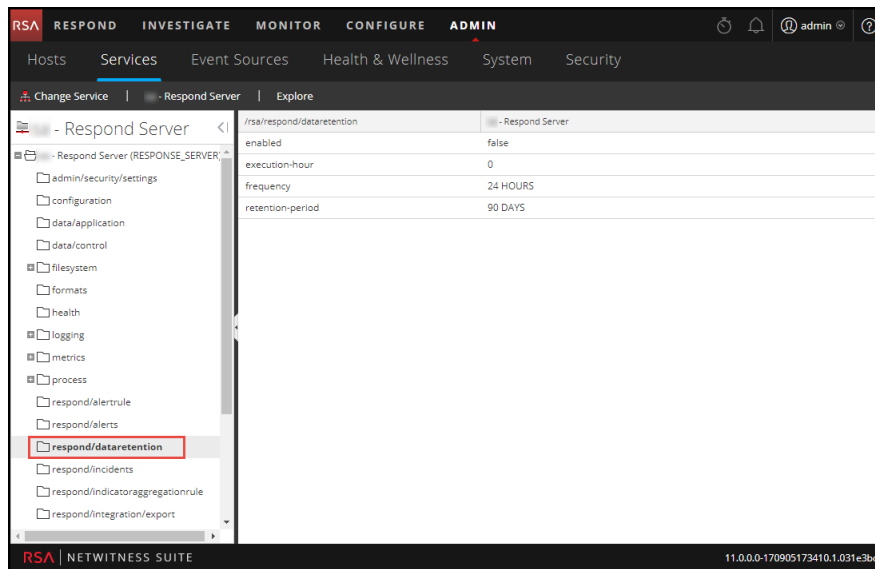 RSA RESPOND INVESTIGATE MONITOR CONFIGURE ADMIN admin ?
Hosts Services Event Sources Health & Wellness System Security
Change Service | - Respond Server | Explore
- Respond Server
- Respond Server (RESPONSE_SERVER)
admin/security/settings
configuration
data/application
data/control
filesystem
formats
health
logging
metrics
process
respond/alertrule
respond/alerts
respond/dataretention
respond/incidents
respond/indicatoraggregationrule
respond/integration/export
/rsa/respond/dataretention - Respond Server
enabled false
execution-hour 0
frequency 24 HOURS
retention-period 90 DAYS
RSA | NETWITNESS SUITE 11.0.0.0-170905173410.1.031e3bc